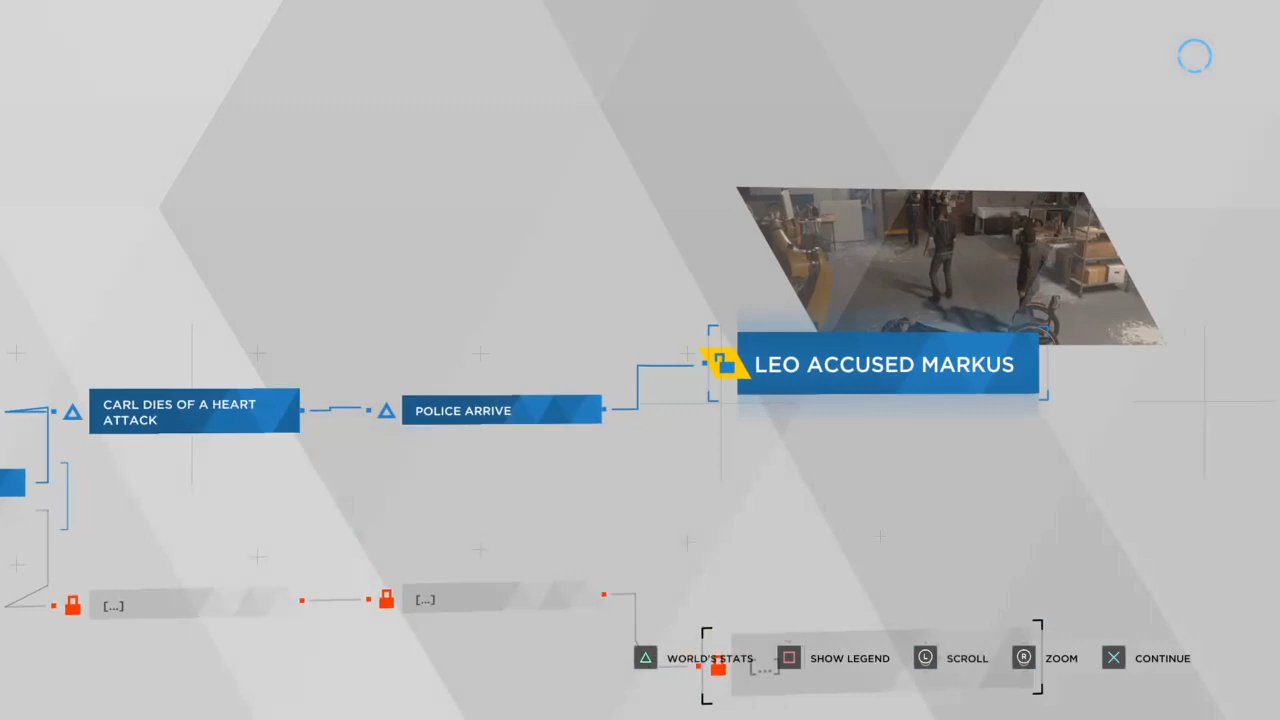 LEO ACCUSED MARKUS
CARL DIES OF A HEART
ATTACK
POLICE ARRIVE
[...]
[...]
[...]
WORLD'S STATS
SHOW LEGEND
L
SCROLL
R
ZOOM
CONTINUE